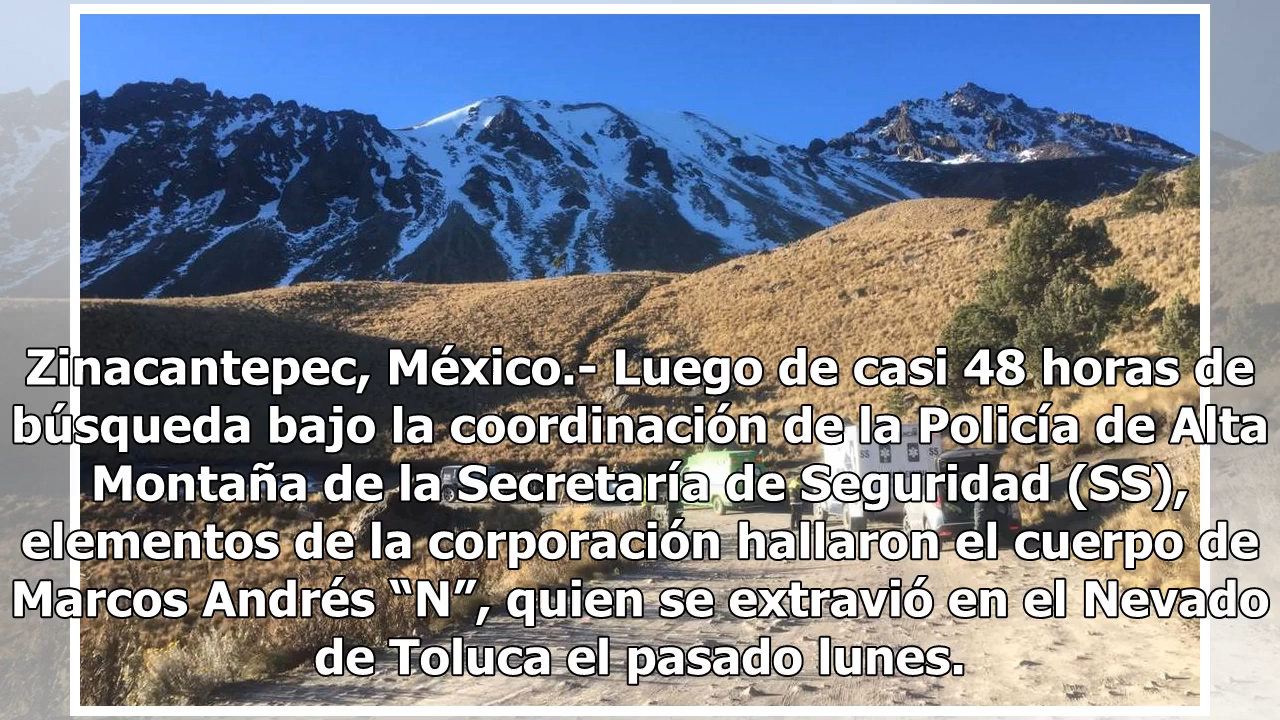 Zinacantepec, México.- Luego de casi 48 horas de
búsqueda bajo la coordinación de la Policía de Alta
Montaña de la Secretaría de Seguridad (SS),
elementos de la corporación hallaron el cuerpo de
Marcos Andrés “N”, quien se extravió en el Nevado
de Toluca el pasado lunes.
SS
SS